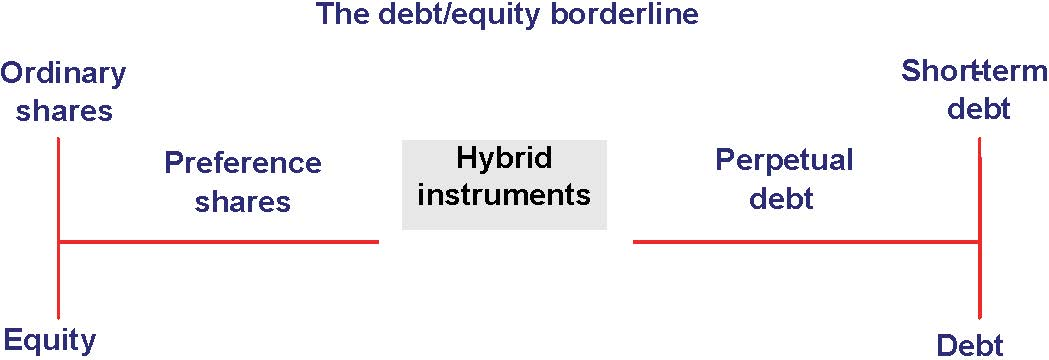 The debt/equity borderline
Ordinary
shares
Short-term
debt
Preference
shares
Hybrid
instruments
Perpetual
debt
Equity
Debt